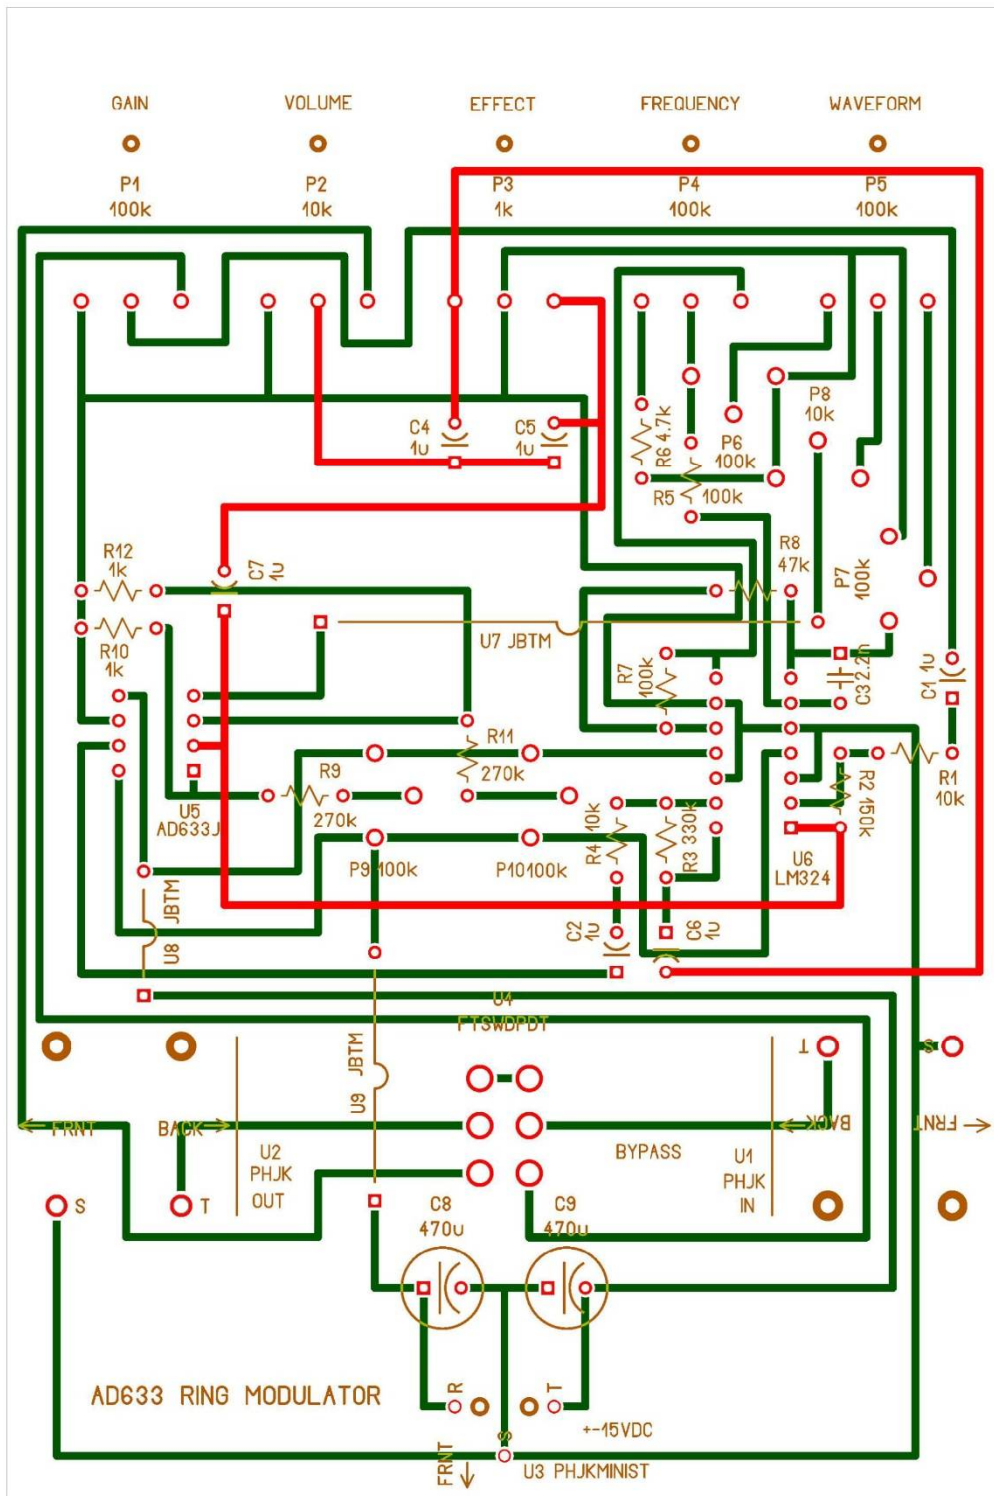 GAIN VOLUME EFFECT FREQUENCY WAVEFORM
P1 P2 P3 P4 P5
100k 10k 1k 100k 100k
P8
10k
C4
1u
C5
1u
R6 4.7k
P6
100k
R5
100k
R12
1k
C7
1u
R8
47k
P7
100k
R10
1k
U7 JBTM
R7
100k
C3 2.2n
C1 1u
R11
270k
R9
270k
R1
10k
U5
AD633J
R4 10k
R3 330K
R2 150k
P9 100k
P10100k
U6
LM324
U8 JBTM
C2
1u
C6
1u
U4
FTSWDPDT
T
S
U9 JBTM
FRNT
BACK
BACK
FRNT
U2
PHJK
OUT
BYPASS
U1
PHJK
IN
S
T
C8
470u
C9
470u
AD633 RING MODULATOR
R
T
S
+-15VDC
FRNT
U3 PHJKMINIST